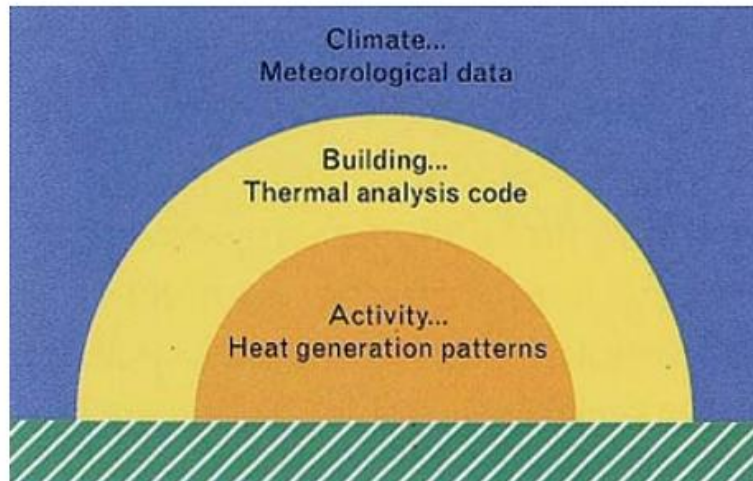 Climate...
Meteorological data
Building...
Thermal analysis code
Activity...
Heat generation patterns